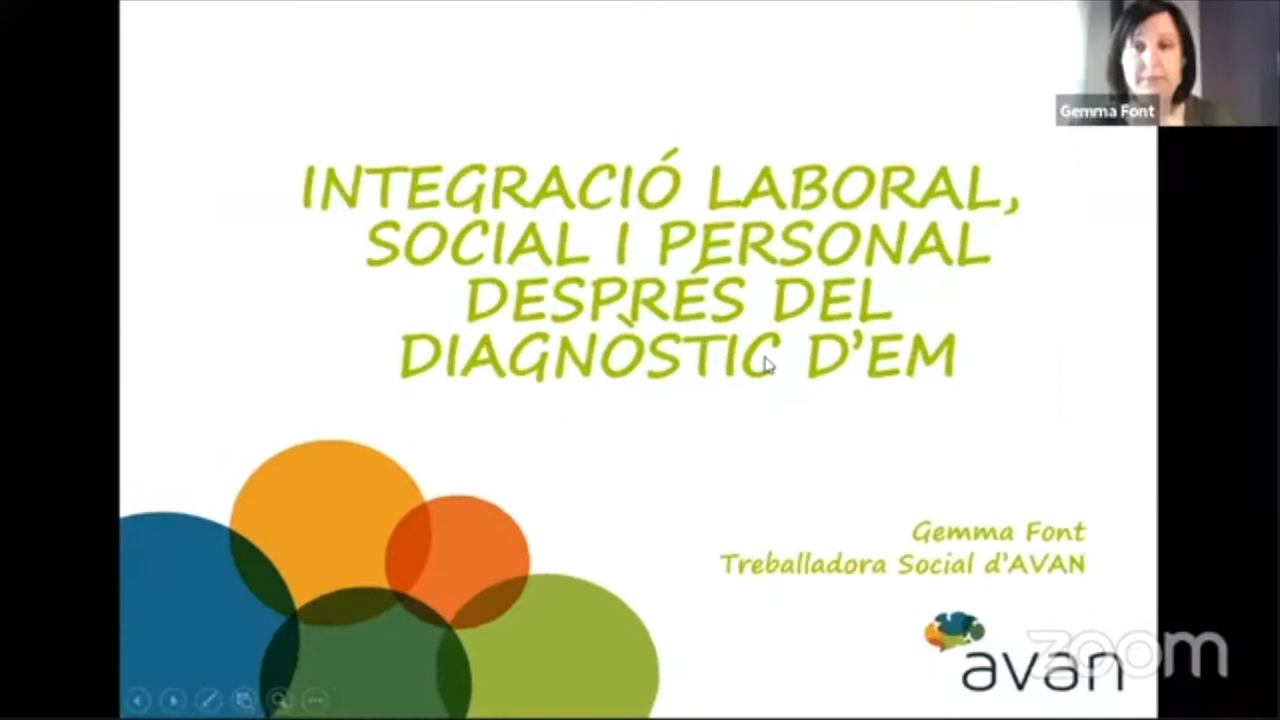 Gemma Font
INTEGRACIÓ LABORAL,
SOCIAL I PERSONAL
DESPRÉS DEL
DIAGNÒSTIC D'EM
Gemma Font
Treballadora Social d'AVAN
avan
zoom